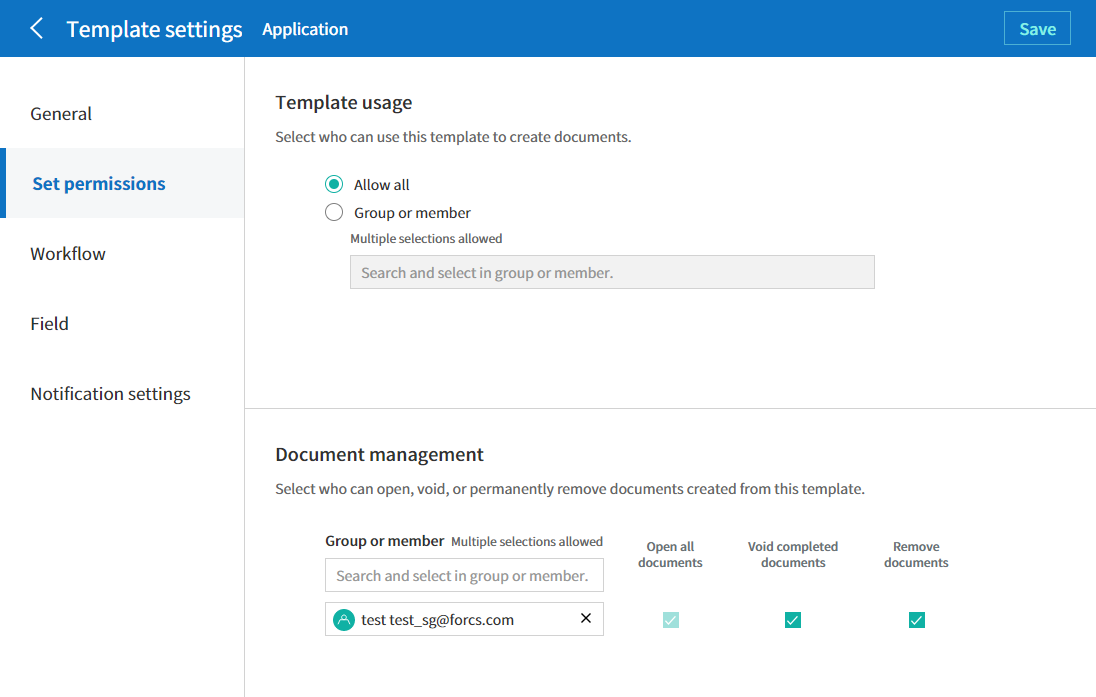 Template settings Application Save
General
Set permissions
Workflow
Field
Notification settings
Template usage
Select who can use this template to create documents.
Allow all
Group or member
Multiple selections allowed
Search and select in group or member.
Document management
Select who can open, void, or permanently remove documents created from this template.
Group or member Multiple selections allowed
Open all
documents
Void completed
documents
Remove
documents
Search and select in group or member.
test test_sg@forcs.com